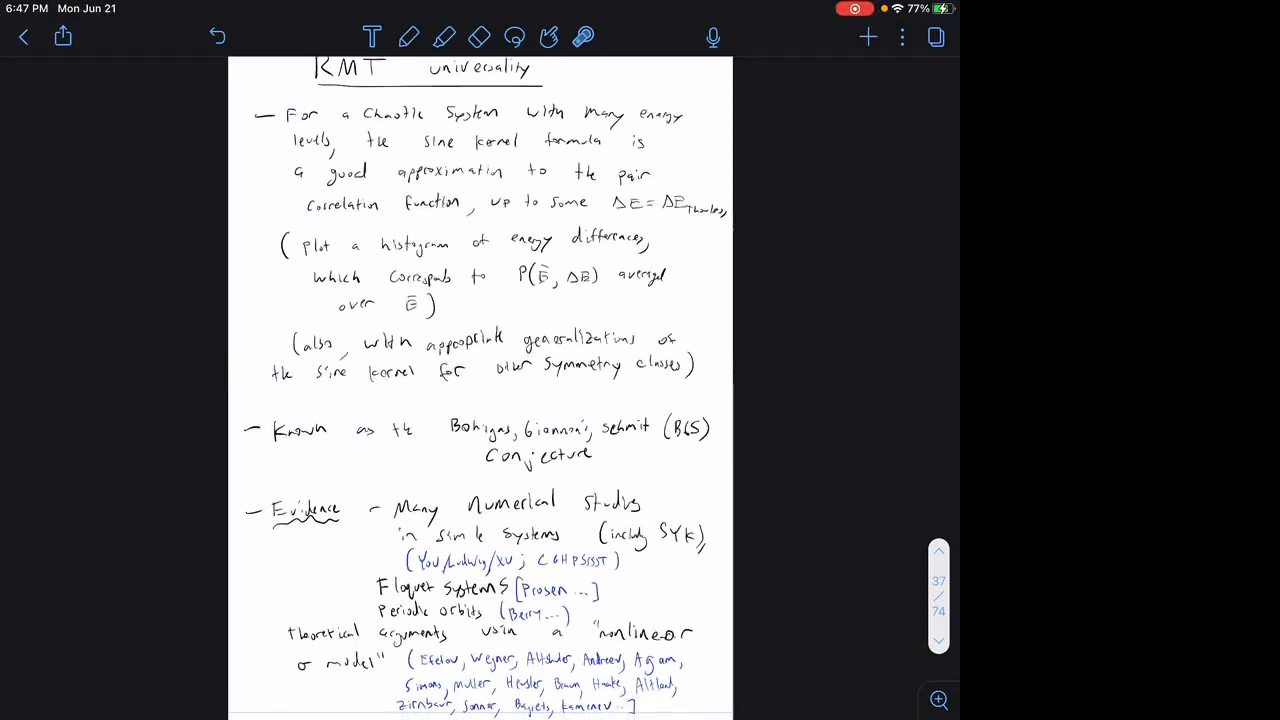 6:47 PM Mon Jun 21
77%
RMT universality
- For a chaotic system with many energy
levels, the sine kernel formula is
a good approximation to the pair
correlation function, up to some ΔE = ΔE_Thouless,
( plot a histogram of energy differences,
which corresponds to P(Ē, ΔE) averaged
over Ē )
(also, with appropriate generalizations of
the sine kernel for other symmetry classes)
- Known as the Bohigas, Giannoni, Schmit (BGS)
Conjecture
- Evidence - Many Numerical Studies
in simple systems (including SYK),
(You/Ludwig/Xu ; CGHPSSSST)
Floquet systems [Prosen ...]
Periodic orbits (Berry...)
theoretical arguments using a "nonlinear
σ model" ( Efetov, Wegner, Altshuler, Andreev, Agam,
Simons, Muller, Heusler, Braun, Haake, Altland,
Zirnbaur, Sonner, Bagrets, Kamenev..]
37
/
74